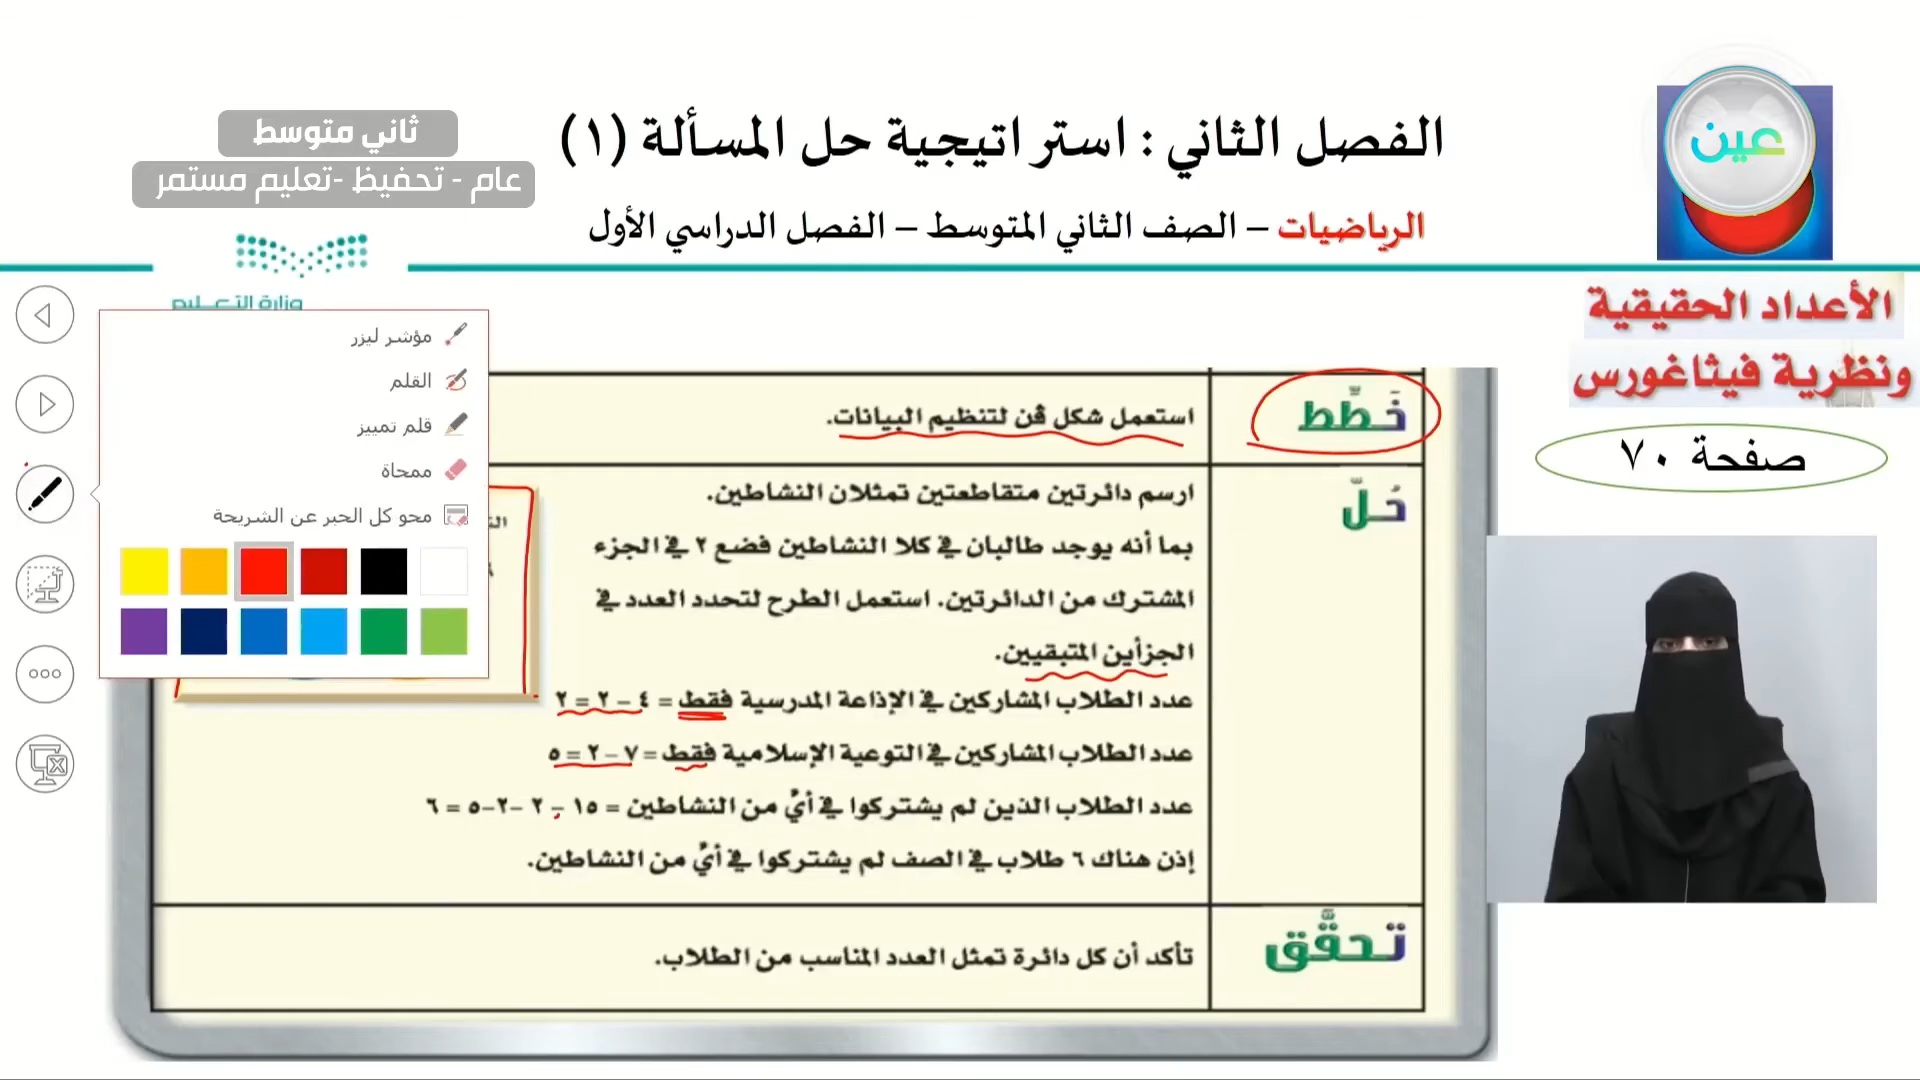 عين
الفصل الثاني : استراتيجية حل المسألة (١)
الرياضيات – الصف الثاني المتوسط – الفصل الدراسي الأول
ثاني متوسط
عام - تحفيظ -تعليم مستمر
وزارة التعليم
الأعداد الحقيقية
ونظرية فيثاغورس
صفحة ٧٠
مؤشر ليزر
القلم
قلم تمييز
ممحاة
محو كل الحبر عن الشريحة
خَطِّط
استعمل شكل ڤن لتنظيم البيانات.
حُلّ
ارسم دائرتين متقاطعتين تمثلان النشاطين.
بما أنه يوجد طالبان في كلا النشاطين فضع ٢ في الجزء
المشترك من الدائرتين. استعمل الطرح لتحدد العدد في
الجزأين المتبقيين.
عدد الطلاب المشاركين في الإذاعة المدرسية فقط = ٤ – ٢ = ٢
عدد الطلاب المشاركين في التوعية الإسلامية فقط = ٧ – ٢ = ٥
عدد الطلاب الذين لم يشتركوا في أيٍّ من النشاطين = ١٥ – ٢ –٢–٥ = ٦
إذن هناك ٦ طلاب في الصف لم يشتركوا في أيٍّ من النشاطين.
تحقَّق
تأكد أن كل دائرة تمثل العدد المناسب من الطلاب.